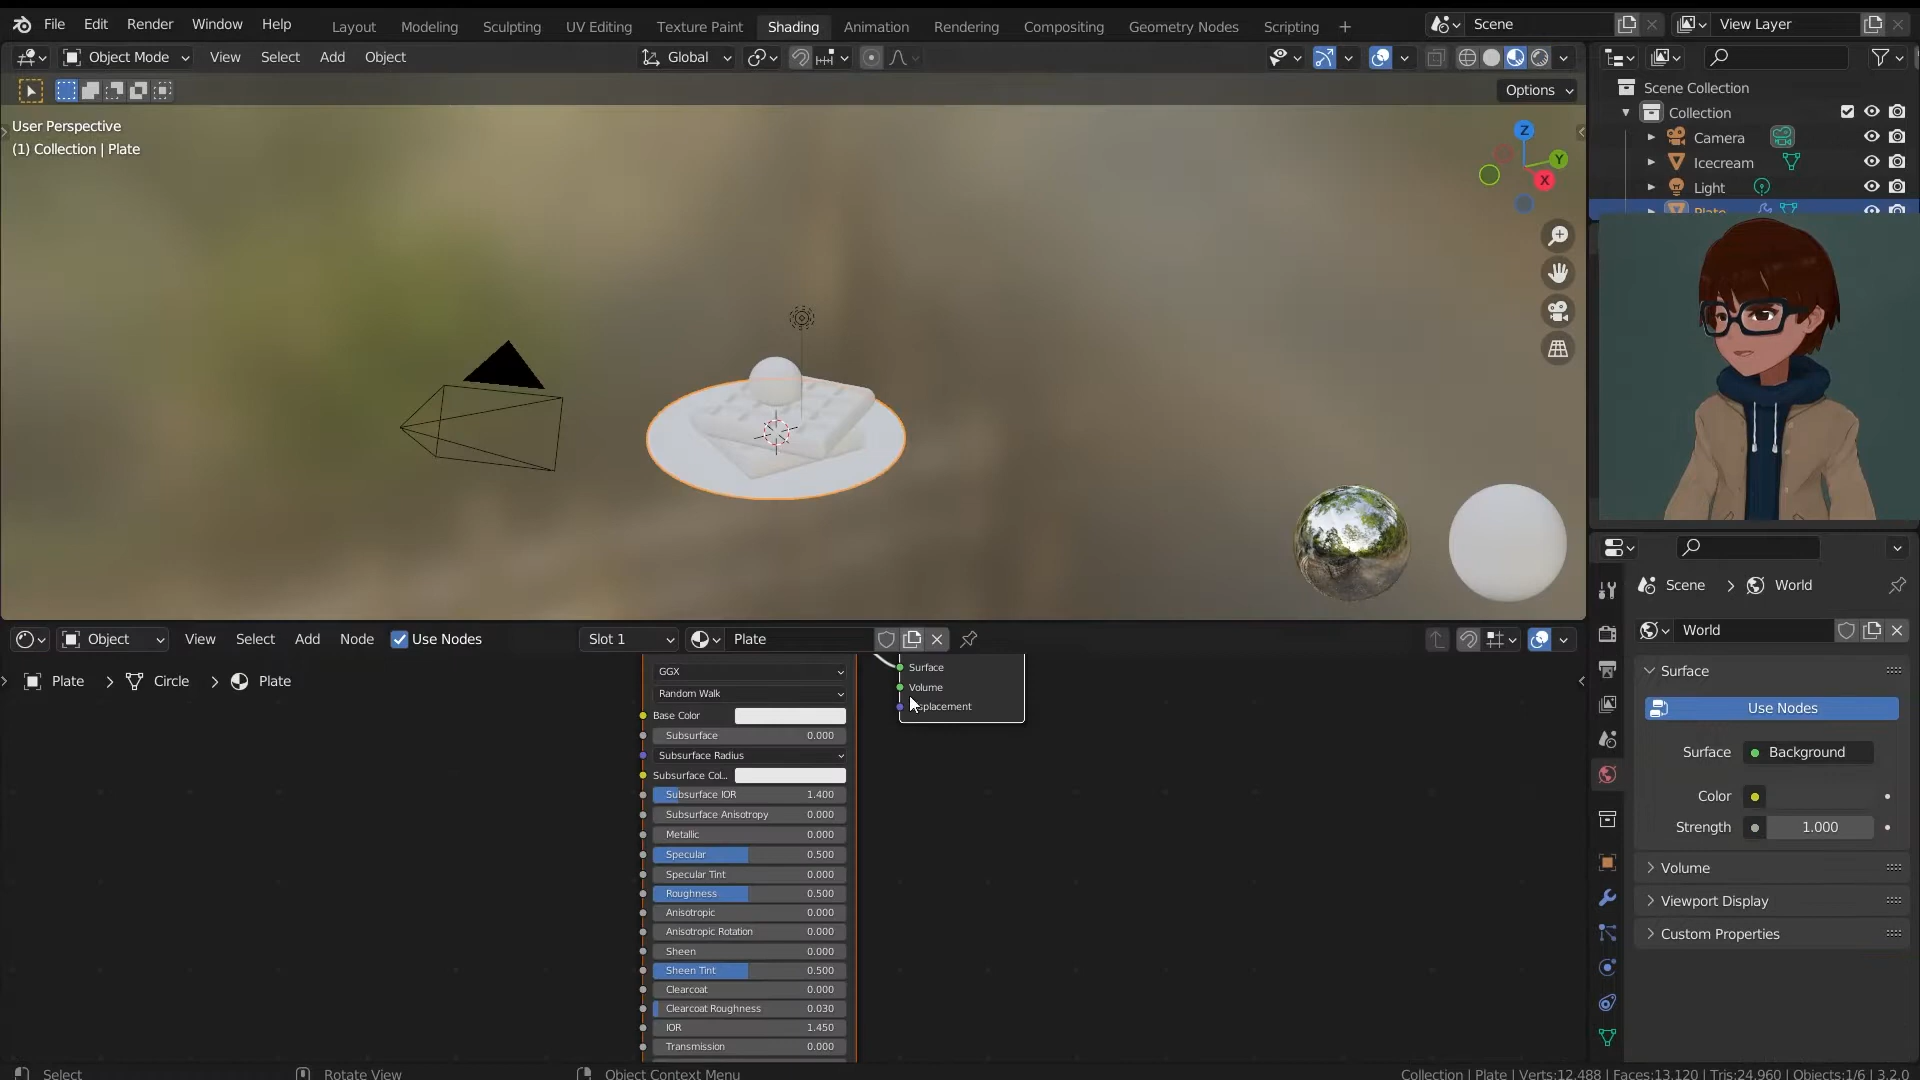 File Edit Render Window Help
Layout Modeling Sculpting UV Editing Texture Paint Shading Animation Rendering Compositing Geometry Nodes Scripting +
Scene View Layer
Object Mode View Select Add Object Global
Options
User Perspective
(1) Collection | Plate
Z
Y
X
Scene Collection
Collection
Camera
Icecream
Light
Plate
Object View Select Add Node Use Nodes Slot 1 Plate
Plate > Circle > Plate
GGX
Random Walk
Base Color
Subsurface 0.000
Subsurface Radius
Subsurface Col...
Subsurface IOR 1.400
Subsurface Anisotropy 0.000
Metallic 0.000
Specular 0.500
Specular Tint 0.000
Roughness 0.500
Anisotropic 0.000
Anisotropic Rotation 0.000
Sheen 0.000
Sheen Tint 0.500
Clearcoat 0.000
Clearcoat Roughness 0.030
IOR 1.450
Transmission 0.000
Surface
Volume
splacement
Scene > World
World
Surface
Use Nodes
Surface Background
Color
Strength 1.000
Volume
Viewport Display
Custom Properties
Select Rotate View Object Context Menu
Collection | Plate | Verts:12,488 | Faces:13,120 | Tris:24,960 | Objects:1/6 | 3.2.0